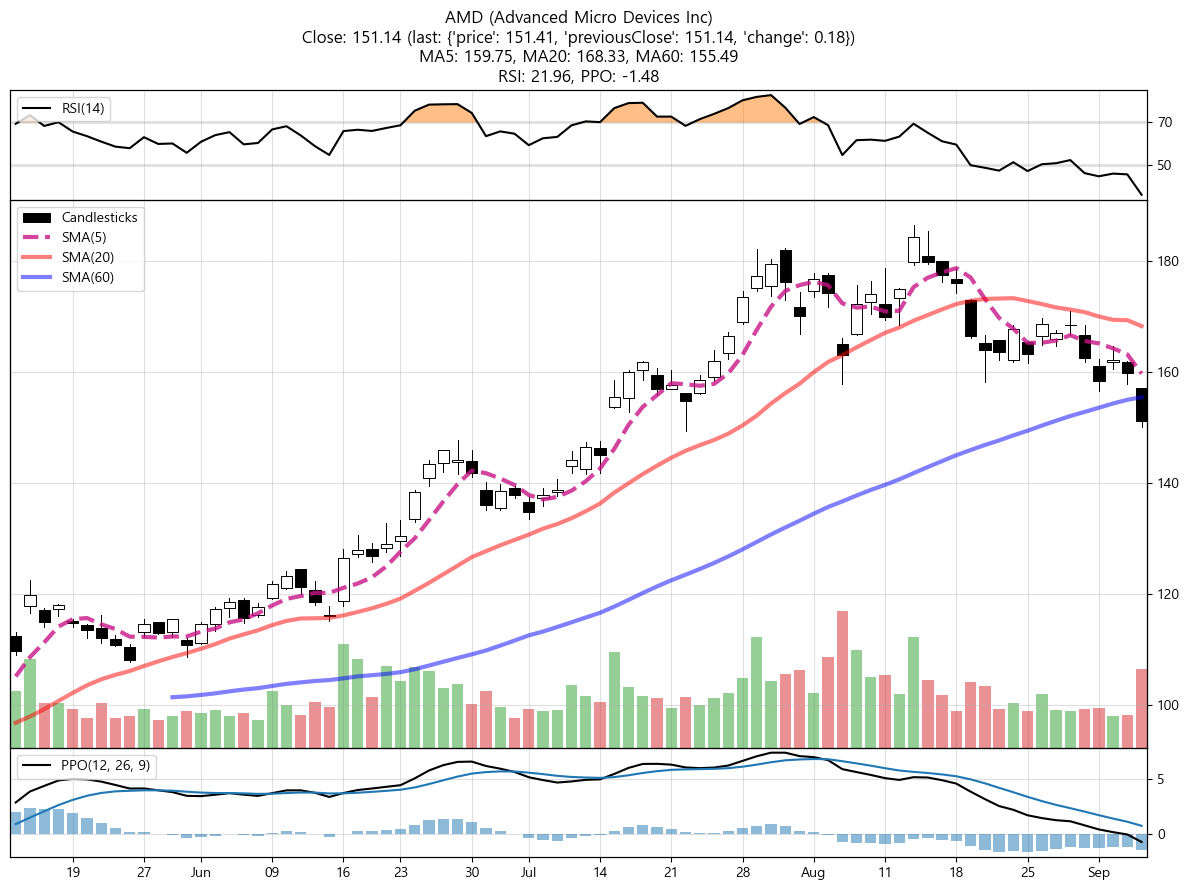 AMD (Advanced Micro Devices Inc)
Close: 151.14 (last: {'price': 151.41, 'previousClose': 151.14, 'change': 0.18})
MA5: 159.75, MA20: 168.33, MA60: 155.49
RSI: 21.96, PPO: -1.48
RSI(14)
70
50
Candlesticks
SMA(5)
SMA(20)
SMA(60)
180
160
140
120
100
PPO(12, 26, 9)
5
0
19 27 Jun 09 16 23 30 Jul 14 21 28 Aug 11 18 25 Sep